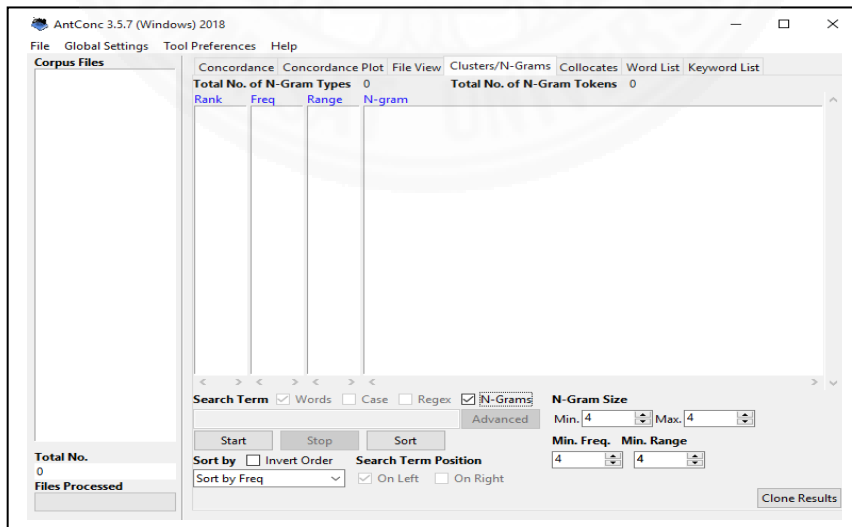 AntConc 3.5.7 (Windows) 2018
File Global Settings Tool Preferences Help
Corpus Files
Concordance Concordance Plot File View Clusters/N-Grams Collocates Word List Keyword List
Total No. of N-Gram Types 0 Total No. of N-Gram Tokens 0
Rank Freq Range N-gram
Search Term Words Case Regex N-Grams N-Gram Size
Advanced Min. 4 Max. 4
Start Stop Sort Min. Freq. Min. Range
Total No. Sort by Invert Order Search Term Position 4 4
0
Files Processed Sort by Freq On Left On Right
Clone Results